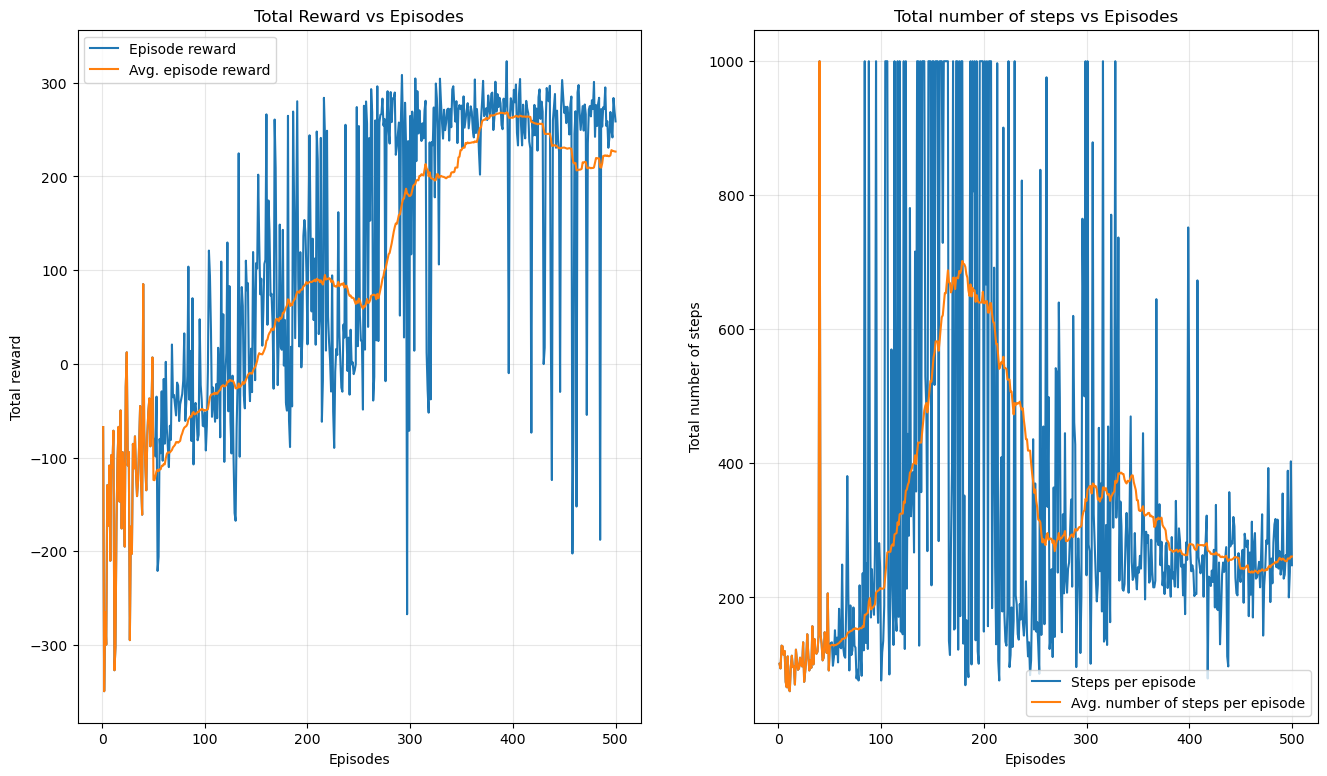 Total Reward vs Episodes
Episode reward
Avg. episode reward
300
200
100
0
−100
−200
−300
Total reward
0
100
200
300
400
500
Episodes
Total number of steps vs Episodes
1000
800
600
400
200
Total number of steps
Steps per episode
Avg. number of steps per episode
0
100
200
300
400
500
Episodes